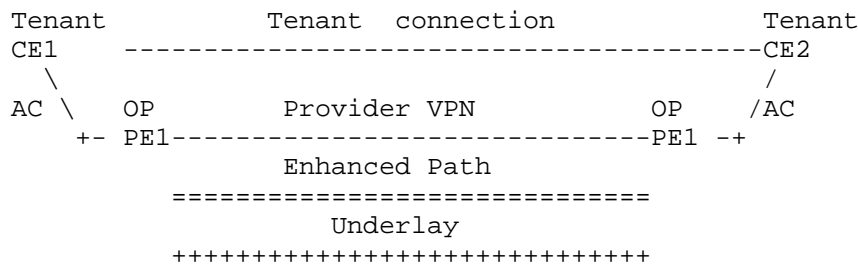 Tenant Tenant connection Tenant
CE1 ----------------------------------------CE2
\ /
AC \ OP Provider VPN OP /AC
+- PE1------------------------------PE1 -+
Enhanced Path
==============================
Underlay
++++++++++++++++++++++++++++++